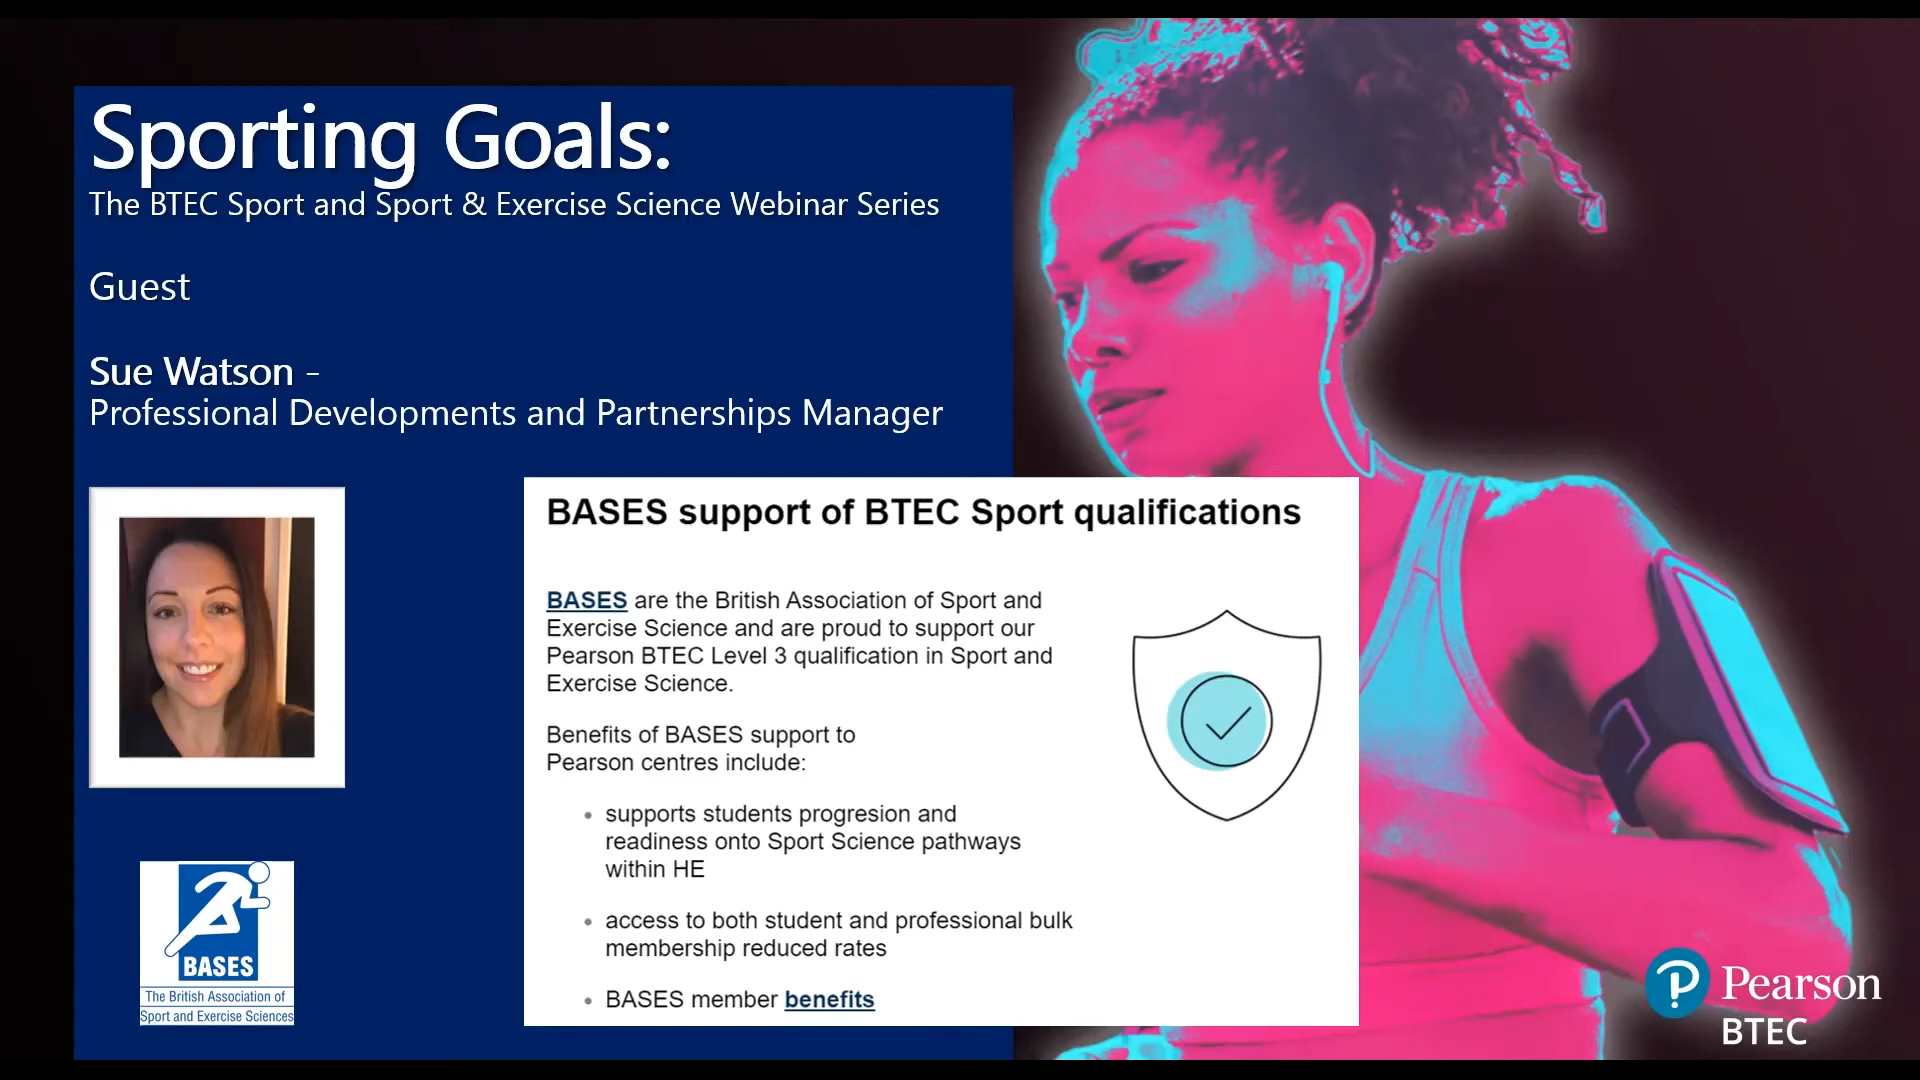 Sporting Goals:
The BTEC Sport and Sport & Exercise Science Webinar Series
Guest
Sue Watson -
Professional Developments and Partnerships Manager
BASES support of BTEC Sport qualifications
BASES are the British Association of Sport and
Exercise Science and are proud to support our
Pearson BTEC Level 3 qualification in Sport and
Exercise Science.
Benefits of BASES support to
Pearson centres include:
• supports students progresion and
readiness onto Sport Science pathways
within HE
• access to both student and professional bulk
membership reduced rates
• BASES member benefits
BASES
The British Association of
Sport and Exercise Sciences
Pearson
BTEC